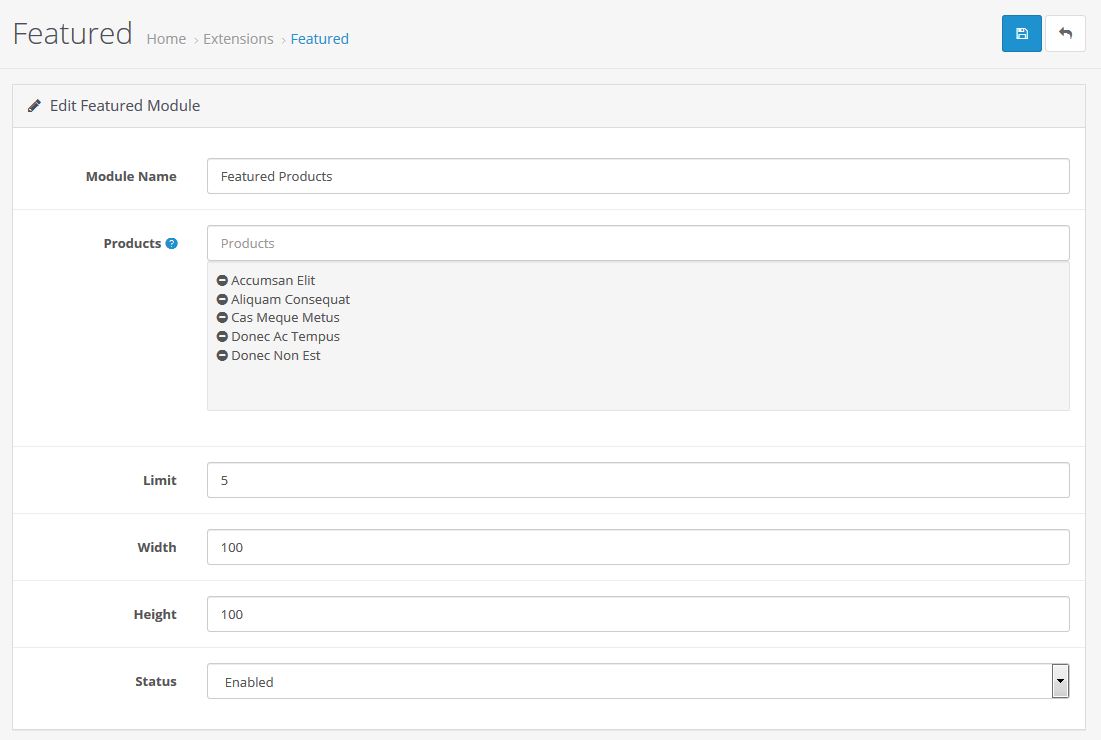 Featured Home › Extensions › Featured
Edit Featured Module
Module Name Featured Products
Products ? Products
Accumsan Elit
Aliquam Consequat
Cas Meque Metus
Donec Ac Tempus
Donec Non Est
Limit 5
Width 100
Height 100
Status Enabled